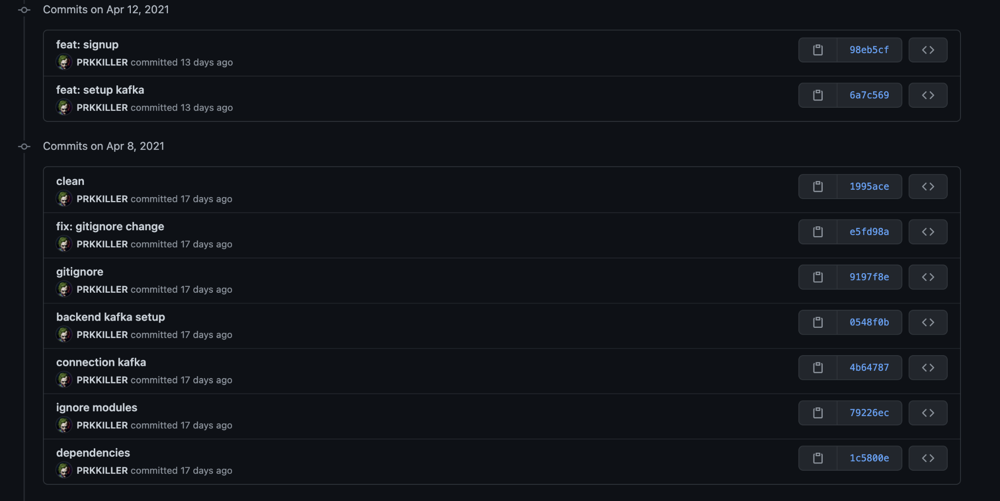 Commits on Apr 12, 2021
feat: signup
PRKKILLER committed 13 days ago
98eb5cf
feat: setup kafka
PRKKILLER committed 13 days ago
6a7c569
Commits on Apr 8, 2021
clean
PRKKILLER committed 17 days ago
1995ace
fix: gitignore change
PRKKILLER committed 17 days ago
e5fd98a
gitignore
PRKKILLER committed 17 days ago
9197f8e
backend kafka setup
PRKKILLER committed 17 days ago
0548f0b
connection kafka
PRKKILLER committed 17 days ago
4b64787
ignore modules
PRKKILLER committed 17 days ago
79226ec
dependencies
PRKKILLER committed 17 days ago
1c5800e